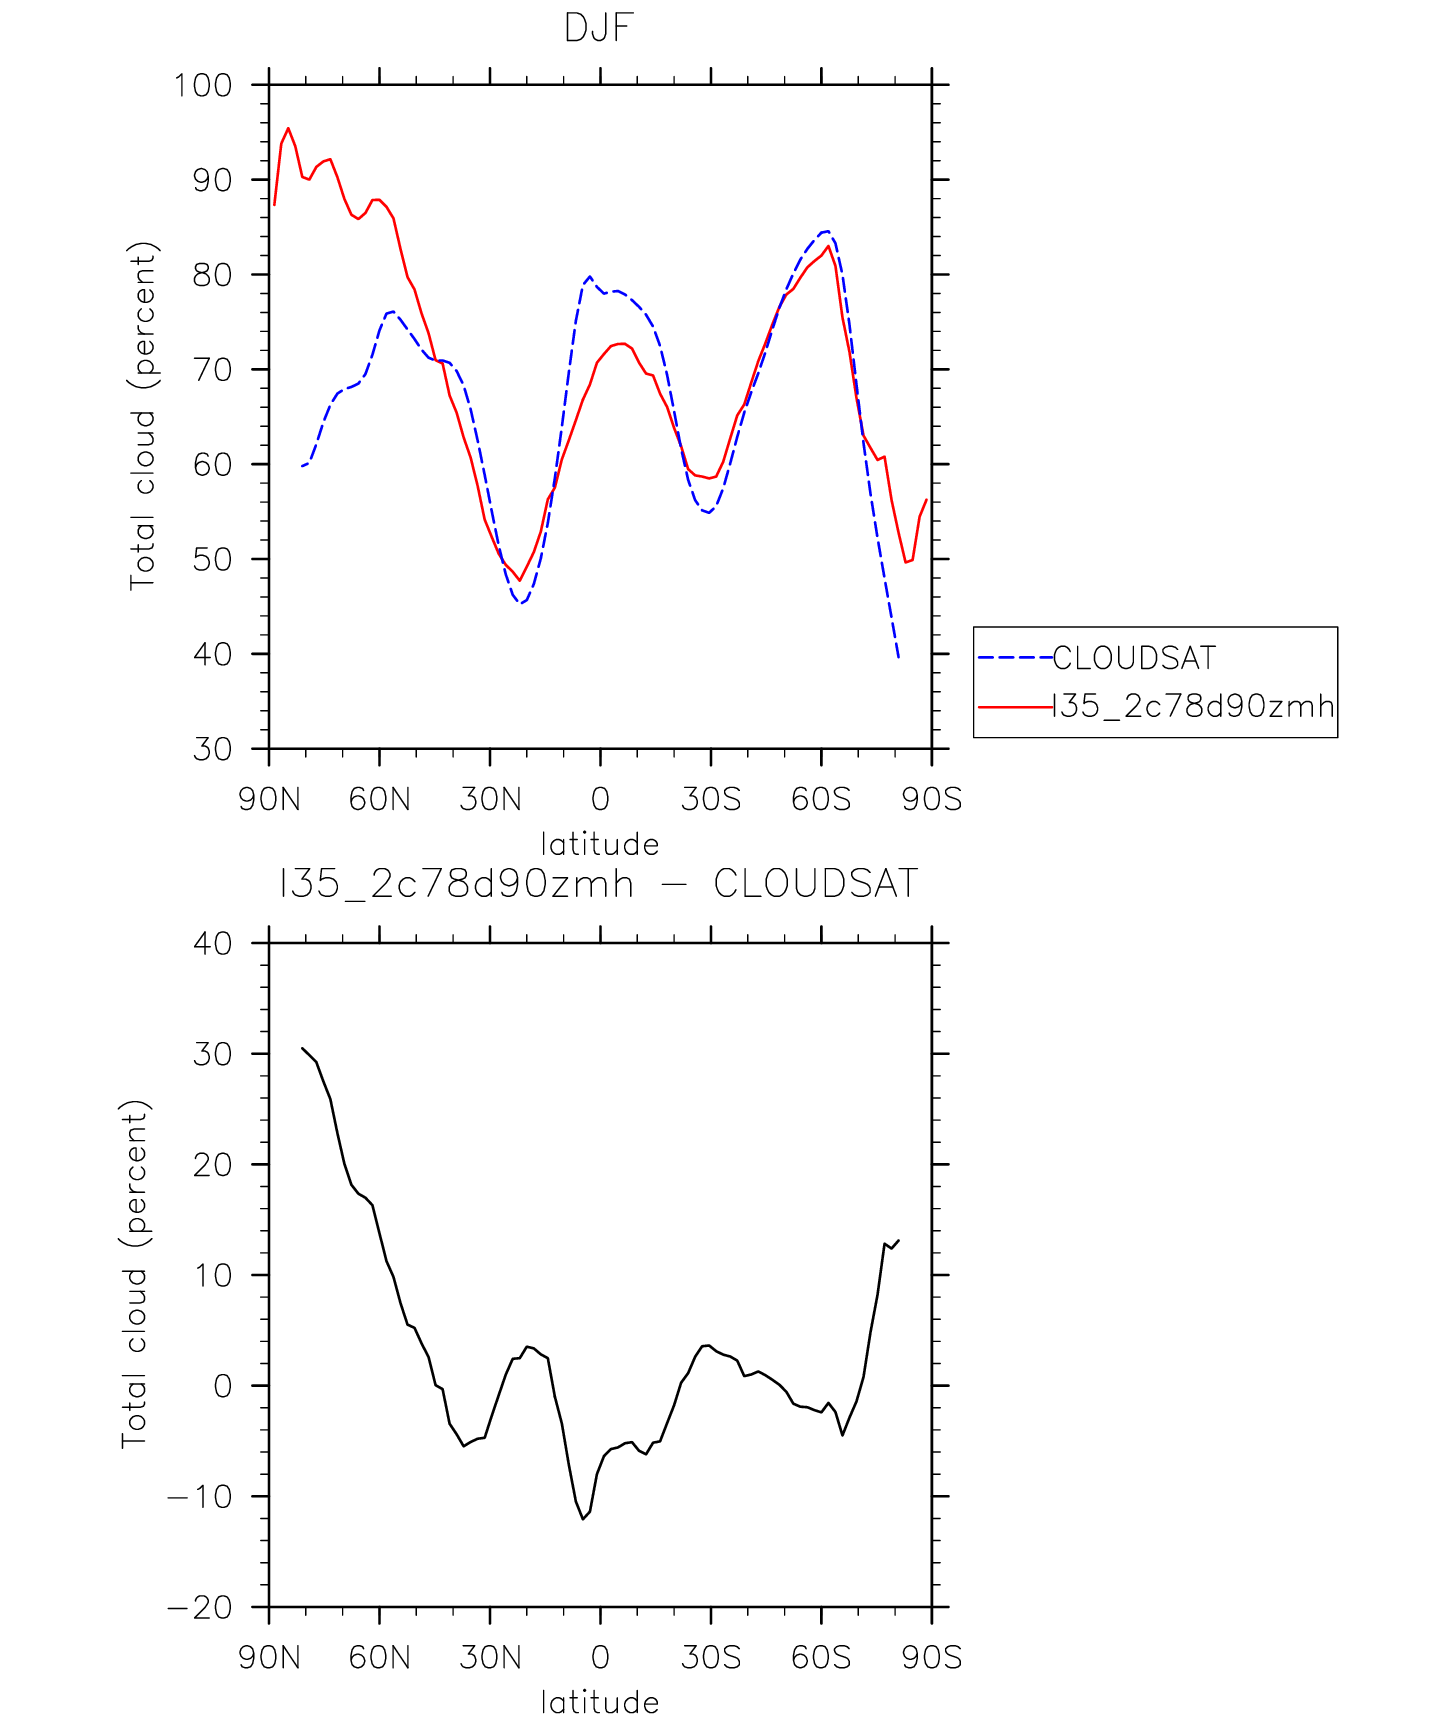 DJF
100
90
80
70
60
50
40
30
Total cloud (percent)
90N 60N 30N 0 30S 60S 90S
latitude
CLOUDSAT
I35_2c78d90zmh
I35_2c78d90zmh – CLOUDSAT
40
30
20
10
0
−10
−20
Total cloud (percent)
90N 60N 30N 0 30S 60S 90S
latitude